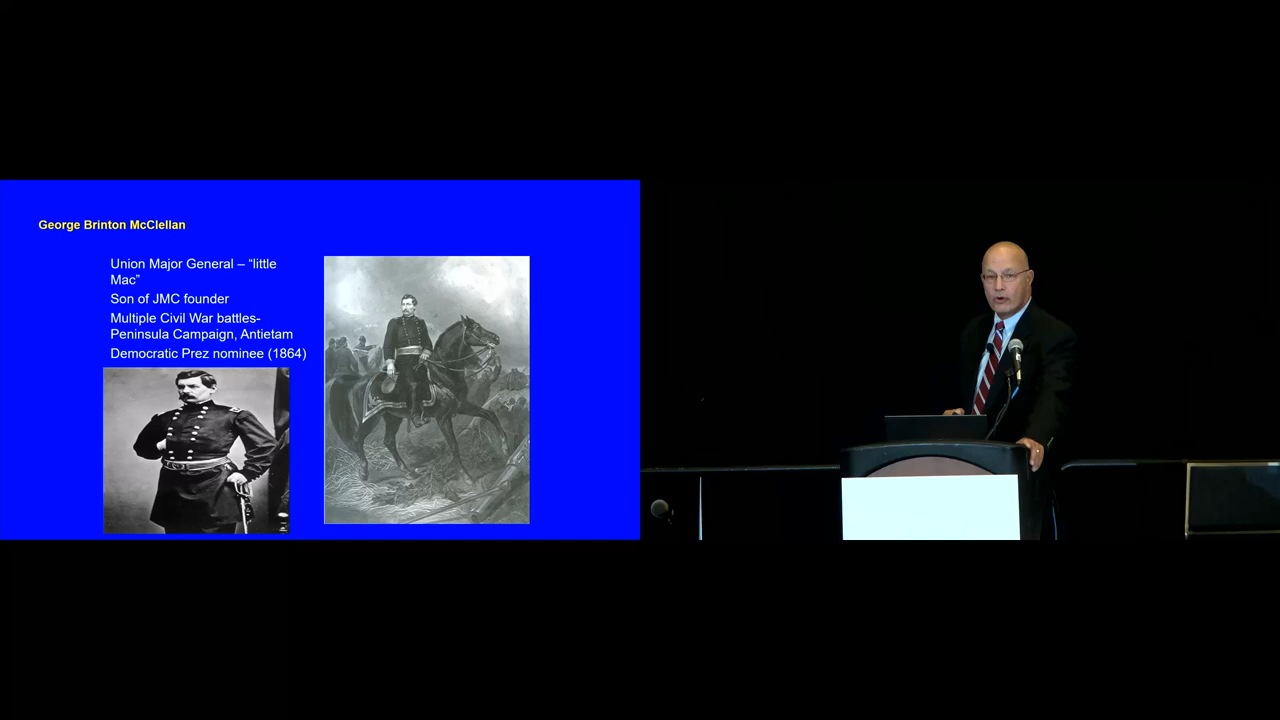 George Brinton McClellan
Union Major General – “little
Mac”
Son of JMC founder
Multiple Civil War battles-
Peninsula Campaign, Antietam
Democratic Prez nominee (1864)